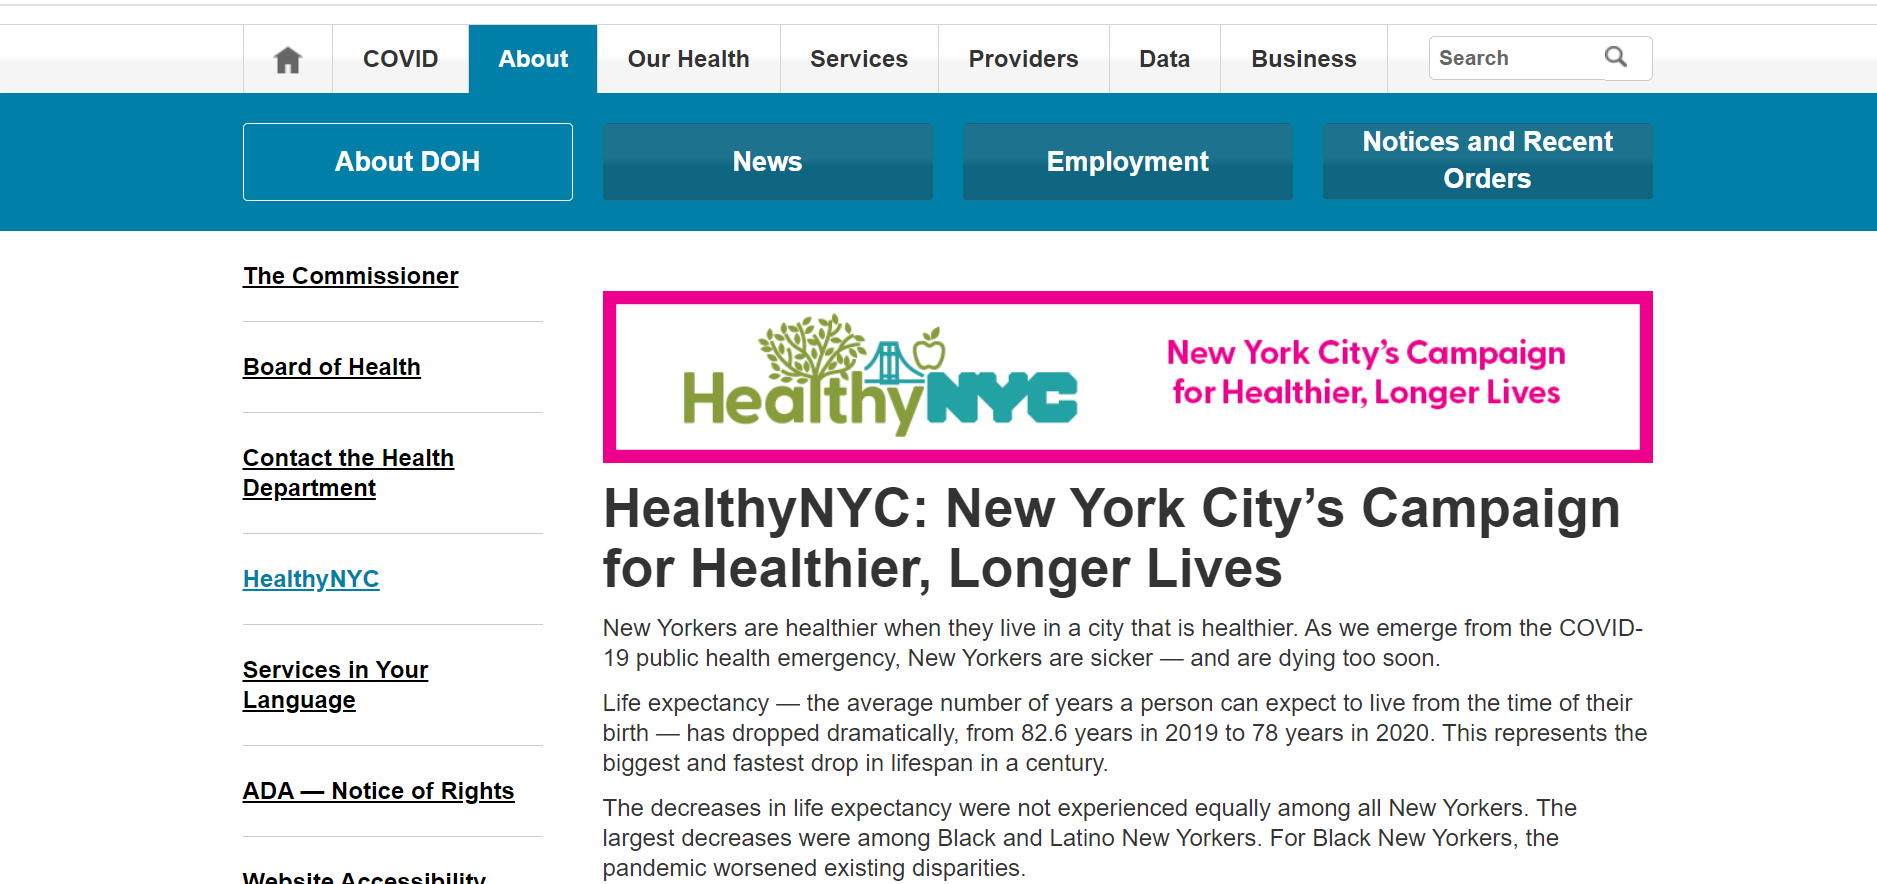 COVID
About
Our Health
Services
Providers
Data
Business
Search
About DOH
News
Employment
Notices and Recent
Orders
The Commissioner
Board of Health
Contact the Health
Department
HealthyNYC
Services in Your
Language
ADA — Notice of Rights
Website Accessibility
HealthyNYC
New York City’s Campaign
for Healthier, Longer Lives
HealthyNYC: New York City’s Campaign
for Healthier, Longer Lives
New Yorkers are healthier when they live in a city that is healthier. As we emerge from the COVID-
19 public health emergency, New Yorkers are sicker — and are dying too soon.
Life expectancy — the average number of years a person can expect to live from the time of their
birth — has dropped dramatically, from 82.6 years in 2019 to 78 years in 2020. This represents the
biggest and fastest drop in lifespan in a century.
The decreases in life expectancy were not experienced equally among all New Yorkers. The
largest decreases were among Black and Latino New Yorkers. For Black New Yorkers, the
pandemic worsened existing disparities.